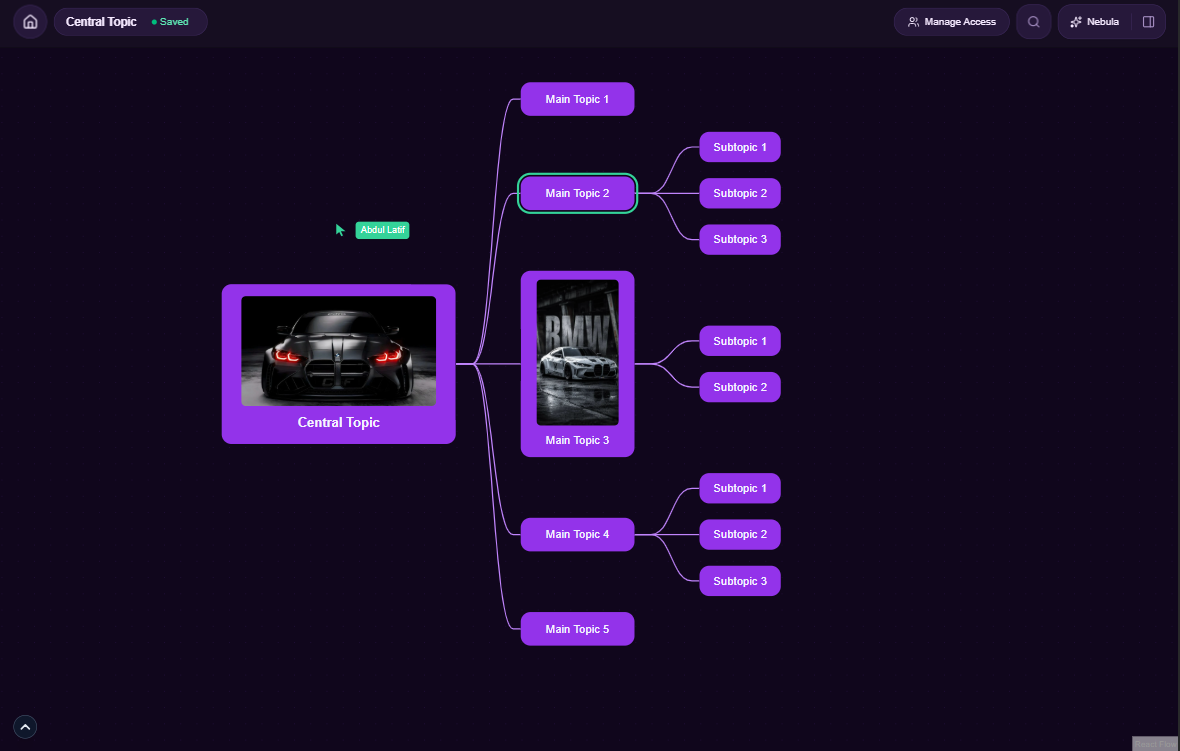 Central Topic
Saved
Manage Access
Nebula
Main Topic 1
Main Topic 2
Subtopic 1
Subtopic 2
Subtopic 3
Abdul Latif
Central Topic
BMW
Main Topic 3
Subtopic 1
Subtopic 2
Main Topic 4
Subtopic 1
Subtopic 2
Subtopic 3
Main Topic 5
React Flow